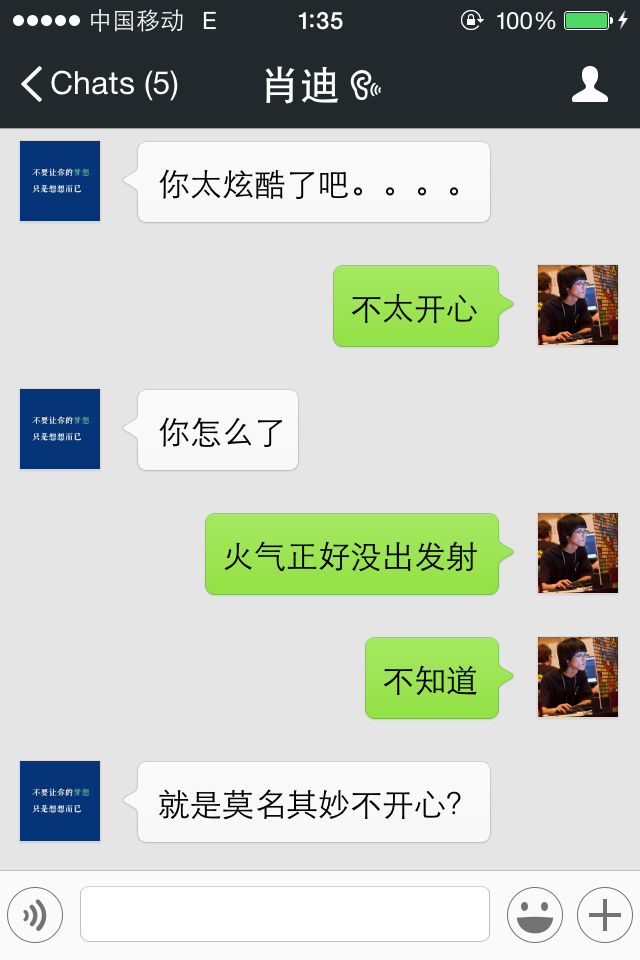 中国移动 E 1:35 100%
Chats (5) 肖迪
不要让你的梦想
只是想想而已
你太炫酷了吧。。。。
不太开心
不要让你的梦想
只是想想而已
你怎么了
火气正好没出发射
不知道
不要让你的梦想
只是想想而已
就是莫名其妙不开心?